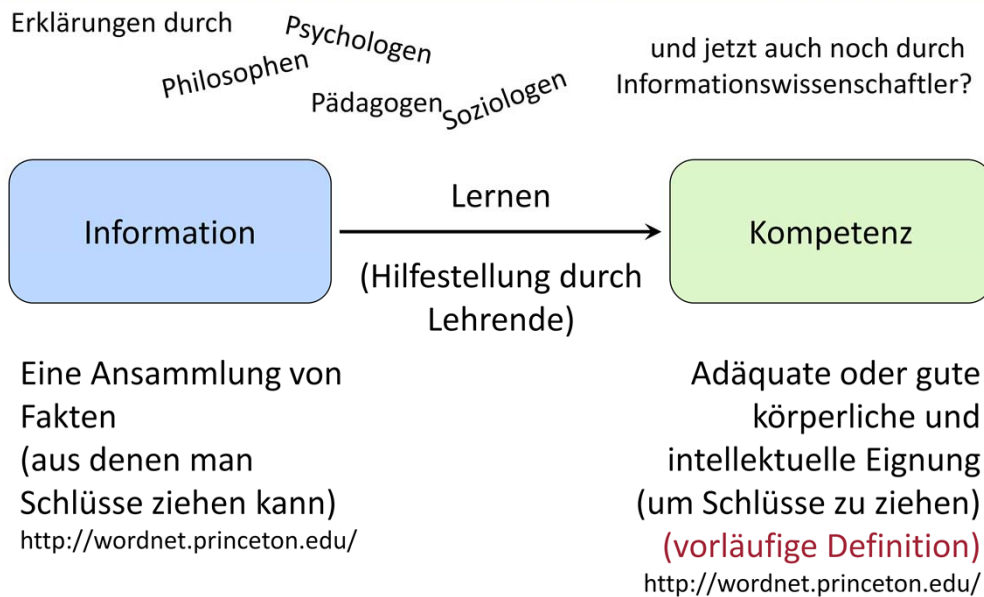 Erklärungen durch
Psychologen
Philosophen
Pädagogen
Soziologen
und jetzt auch noch durch
Informationswissenschaftler?
Information
Lernen
(Hilfestellung durch
Lehrende)
Kompetenz
Eine Ansammlung von
Fakten
(aus denen man
Schlüsse ziehen kann)
http://wordnet.princeton.edu/
Adäquate oder gute
körperliche und
intellektuelle Eignung
(um Schlüsse zu ziehen)
(vorläufige Definition)
http://wordnet.princeton.edu/